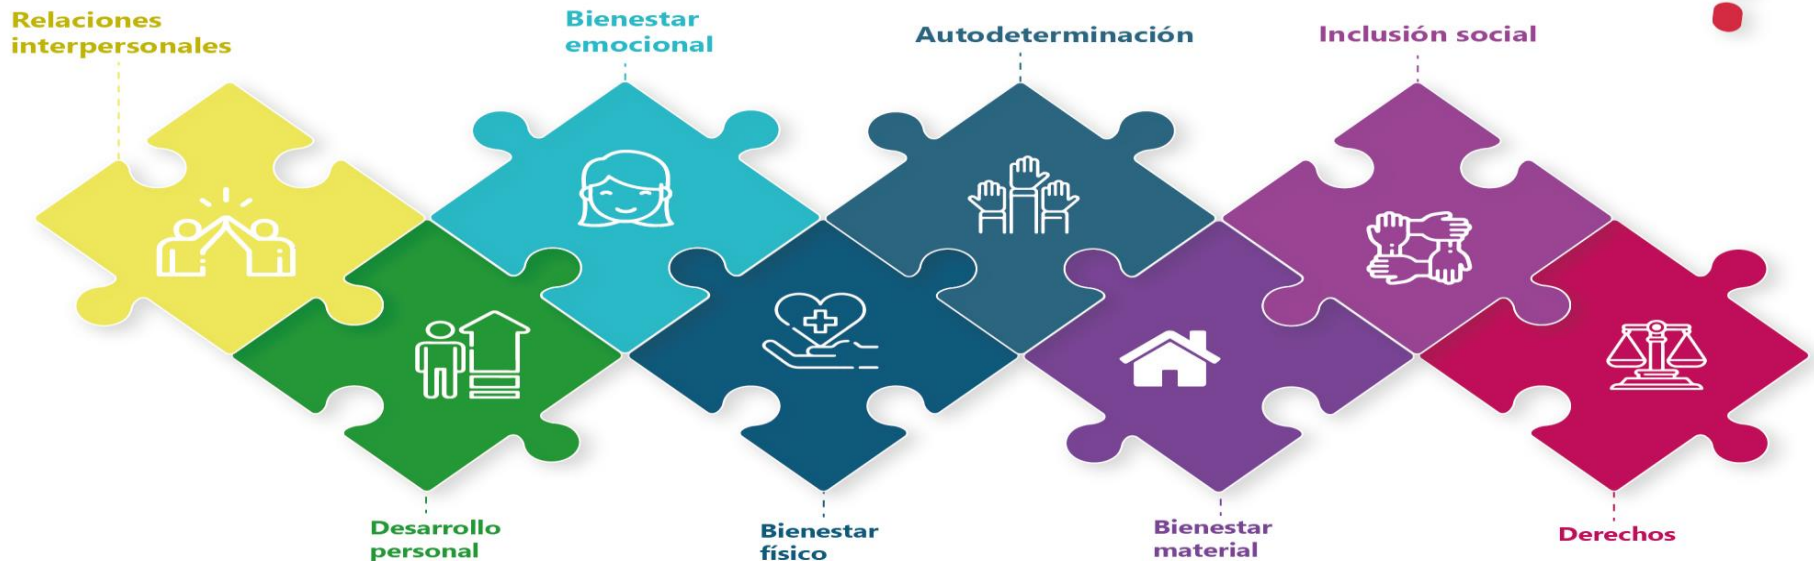 Relaciones
interpersonales
Bienestar
emocional
Autodeterminación
Inclusión social
Desarrollo
personal
Bienestar
físico
Bienestar
material
Derechos